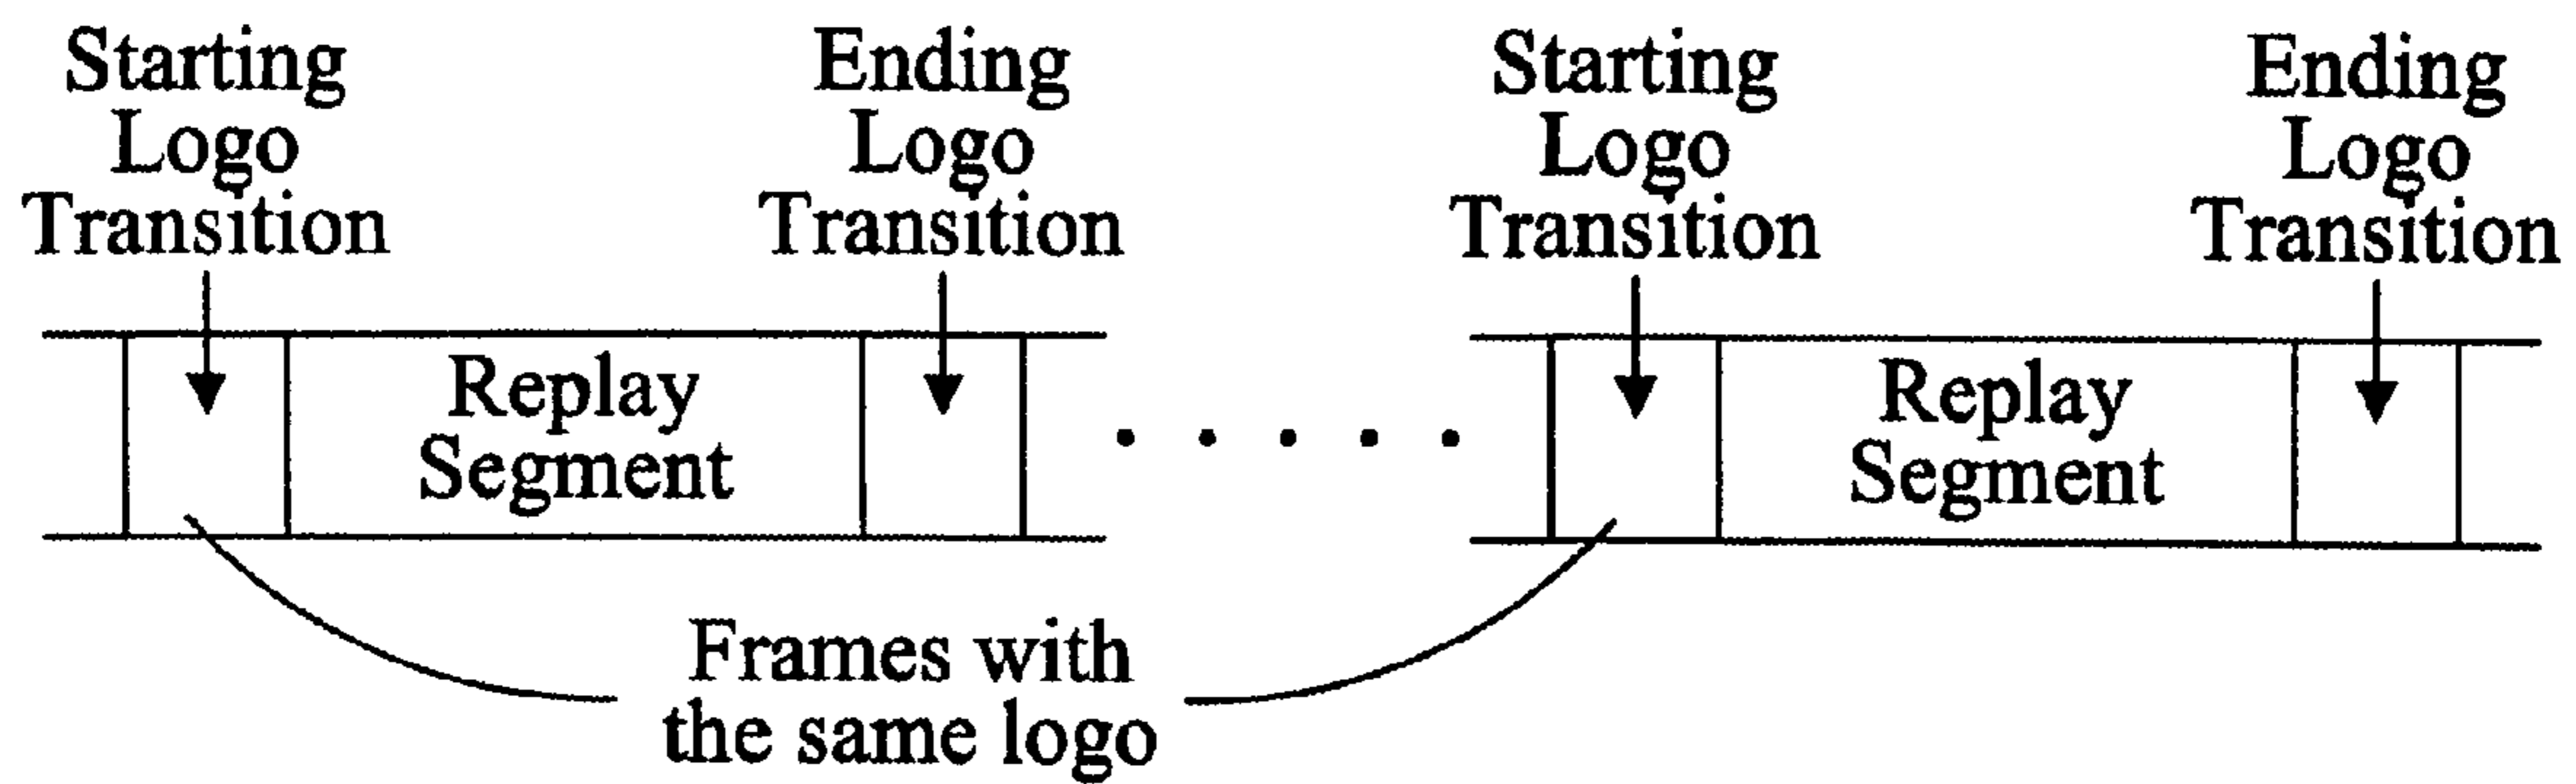 Starting
Logo
Transition
Ending
Logo
Transition
Starting
Logo
Transition
Ending
Logo
Transition
Replay
Segment
Replay
Segment
Frames with
the same logo